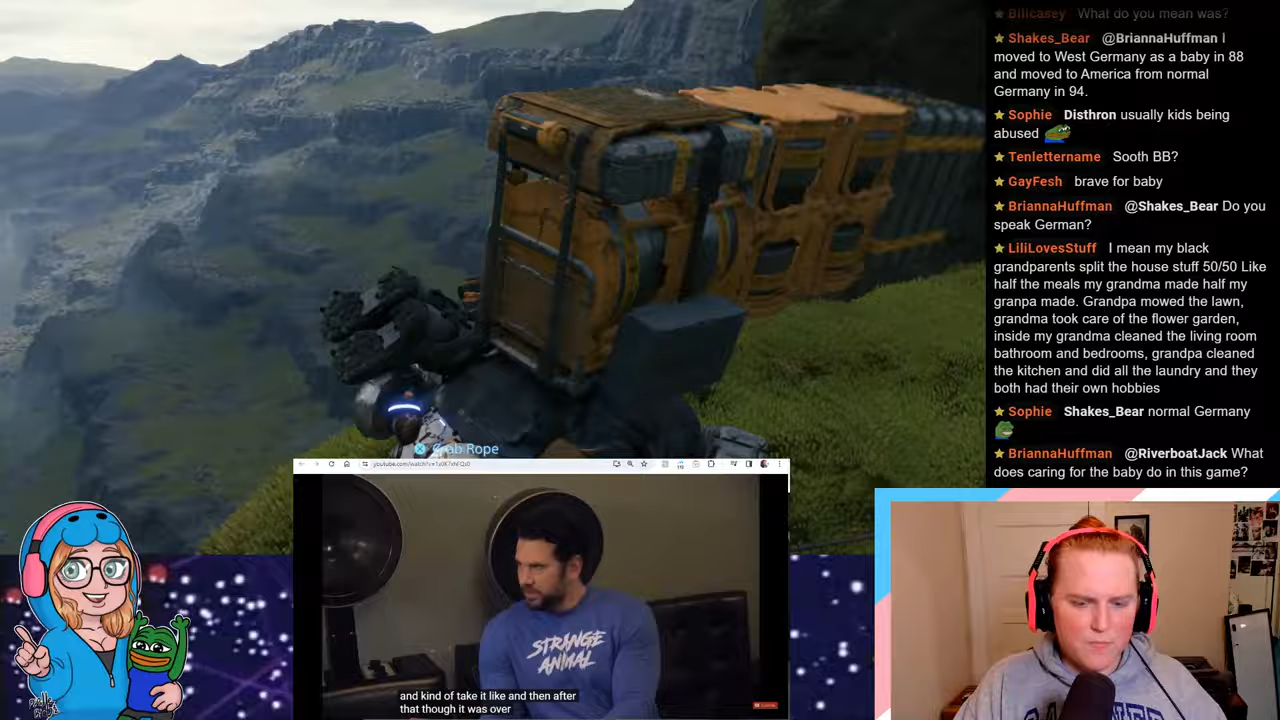 Bilicasey What do you mean was?
Shakes_Bear @BriannaHuffman I
moved to West Germany as a baby in 88
and moved to America from normal
Germany in 94.
Sophie Disthron usually kids being
abused
Tenlettername Sooth BB?
GayFesh brave for baby
BriannaHuffman @Shakes_Bear Do you
speak German?
LiliLovesStuff I mean my black
grandparents split the house stuff 50/50 Like
half the meals my grandma made half my
granpa made. Grandpa mowed the lawn,
grandma took care of the flower garden,
inside my grandma cleaned the living room
bathroom and bedrooms, grandpa cleaned
the kitchen and did all the laundry and they
both had their own hobbies
Sophie Shakes_Bear normal Germany
BriannaHuffman @RiverboatJack What
does caring for the baby do in this game?
Grab Rope
STRANGE
ANIMAL
and kind of take it like and then after
that though it was over